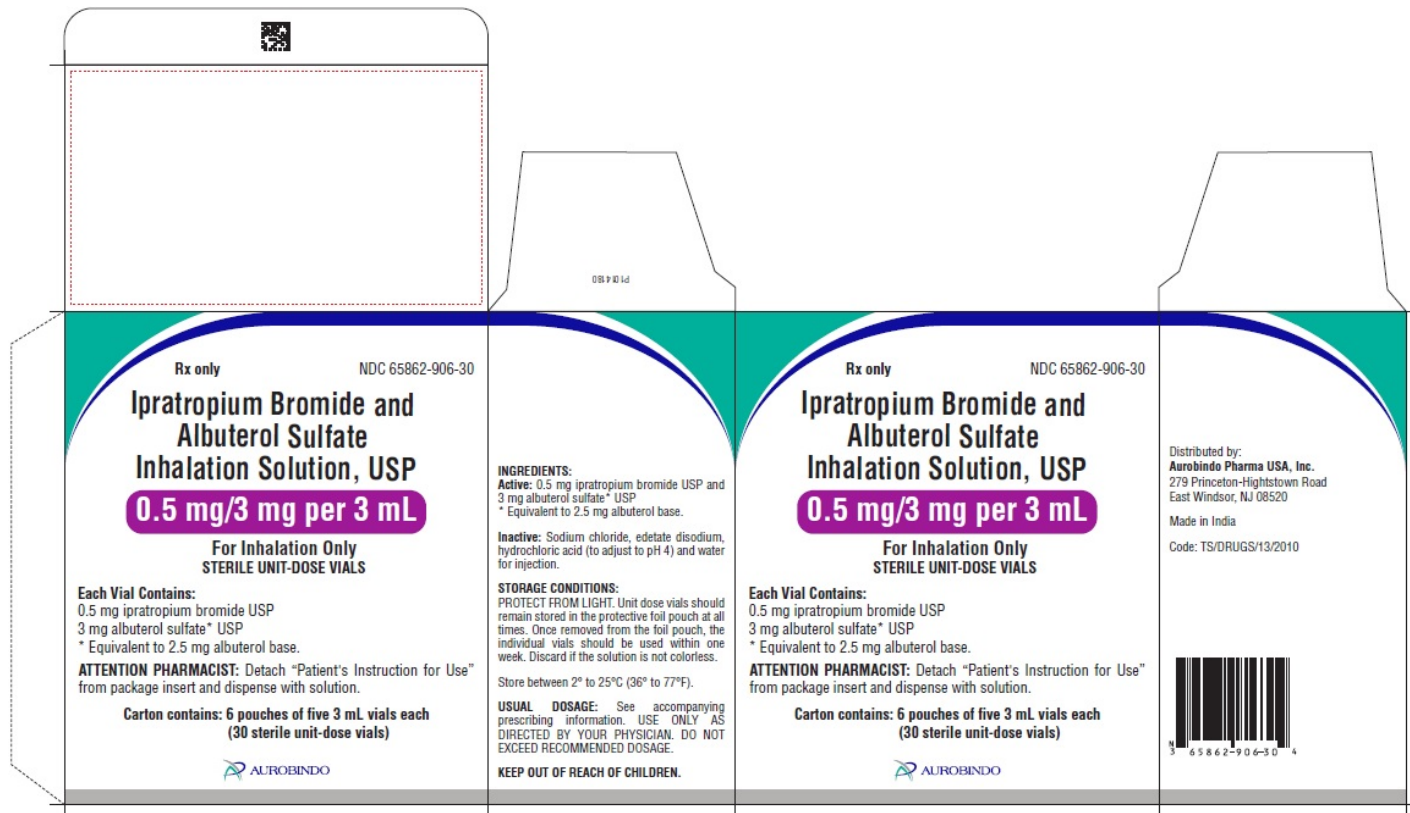 P1014180
Rx only NDC 65862-906-30
Ipratropium Bromide and
Albuterol Sulfate
Inhalation Solution, USP
0.5 mg/3 mg per 3 mL
For Inhalation Only
STERILE UNIT-DOSE VIALS
Each Vial Contains:
0.5 mg ipratropium bromide USP
3 mg albuterol sulfate* USP
* Equivalent to 2.5 mg albuterol base.
ATTENTION PHARMACIST: Detach “Patient's Instruction for Use”
from package insert and dispense with solution.
Carton contains: 6 pouches of five 3 mL vials each
(30 sterile unit-dose vials)
AUROBINDO
INGREDIENTS:
Active: 0.5 mg ipratropium bromide USP and
3 mg albuterol sulfate* USP
* Equivalent to 2.5 mg albuterol base.
Inactive: Sodium chloride, edetate disodium,
hydrochloric acid (to adjust to pH 4) and water
for injection.
STORAGE CONDITIONS:
PROTECT FROM LIGHT. Unit dose vials should
remain stored in the protective foil pouch at all
times. Once removed from the foil pouch, the
individual vials should be used within one
week. Discard if the solution is not colorless.
Store between 2º to 25ºC (36º to 77ºF).
USUAL DOSAGE: See accompanying
prescribing information. USE ONLY AS
DIRECTED BY YOUR PHYSICIAN. DO NOT
EXCEED RECOMMENDED DOSAGE.
KEEP OUT OF REACH OF CHILDREN.
Rx only NDC 65862-906-30
Ipratropium Bromide and
Albuterol Sulfate
Inhalation Solution, USP
0.5 mg/3 mg per 3 mL
For Inhalation Only
STERILE UNIT-DOSE VIALS
Each Vial Contains:
0.5 mg ipratropium bromide USP
3 mg albuterol sulfate* USP
* Equivalent to 2.5 mg albuterol base.
ATTENTION PHARMACIST: Detach “Patient's Instruction for Use”
from package insert and dispense with solution.
Carton contains: 6 pouches of five 3 mL vials each
(30 sterile unit-dose vials)
AUROBINDO
Distributed by:
Aurobindo Pharma USA, Inc.
279 Princeton-Hightstown Road
East Windsor, NJ 08520
Made in India
Code: TS/DRUGS/13/2010
N
3 65862-906-30 4